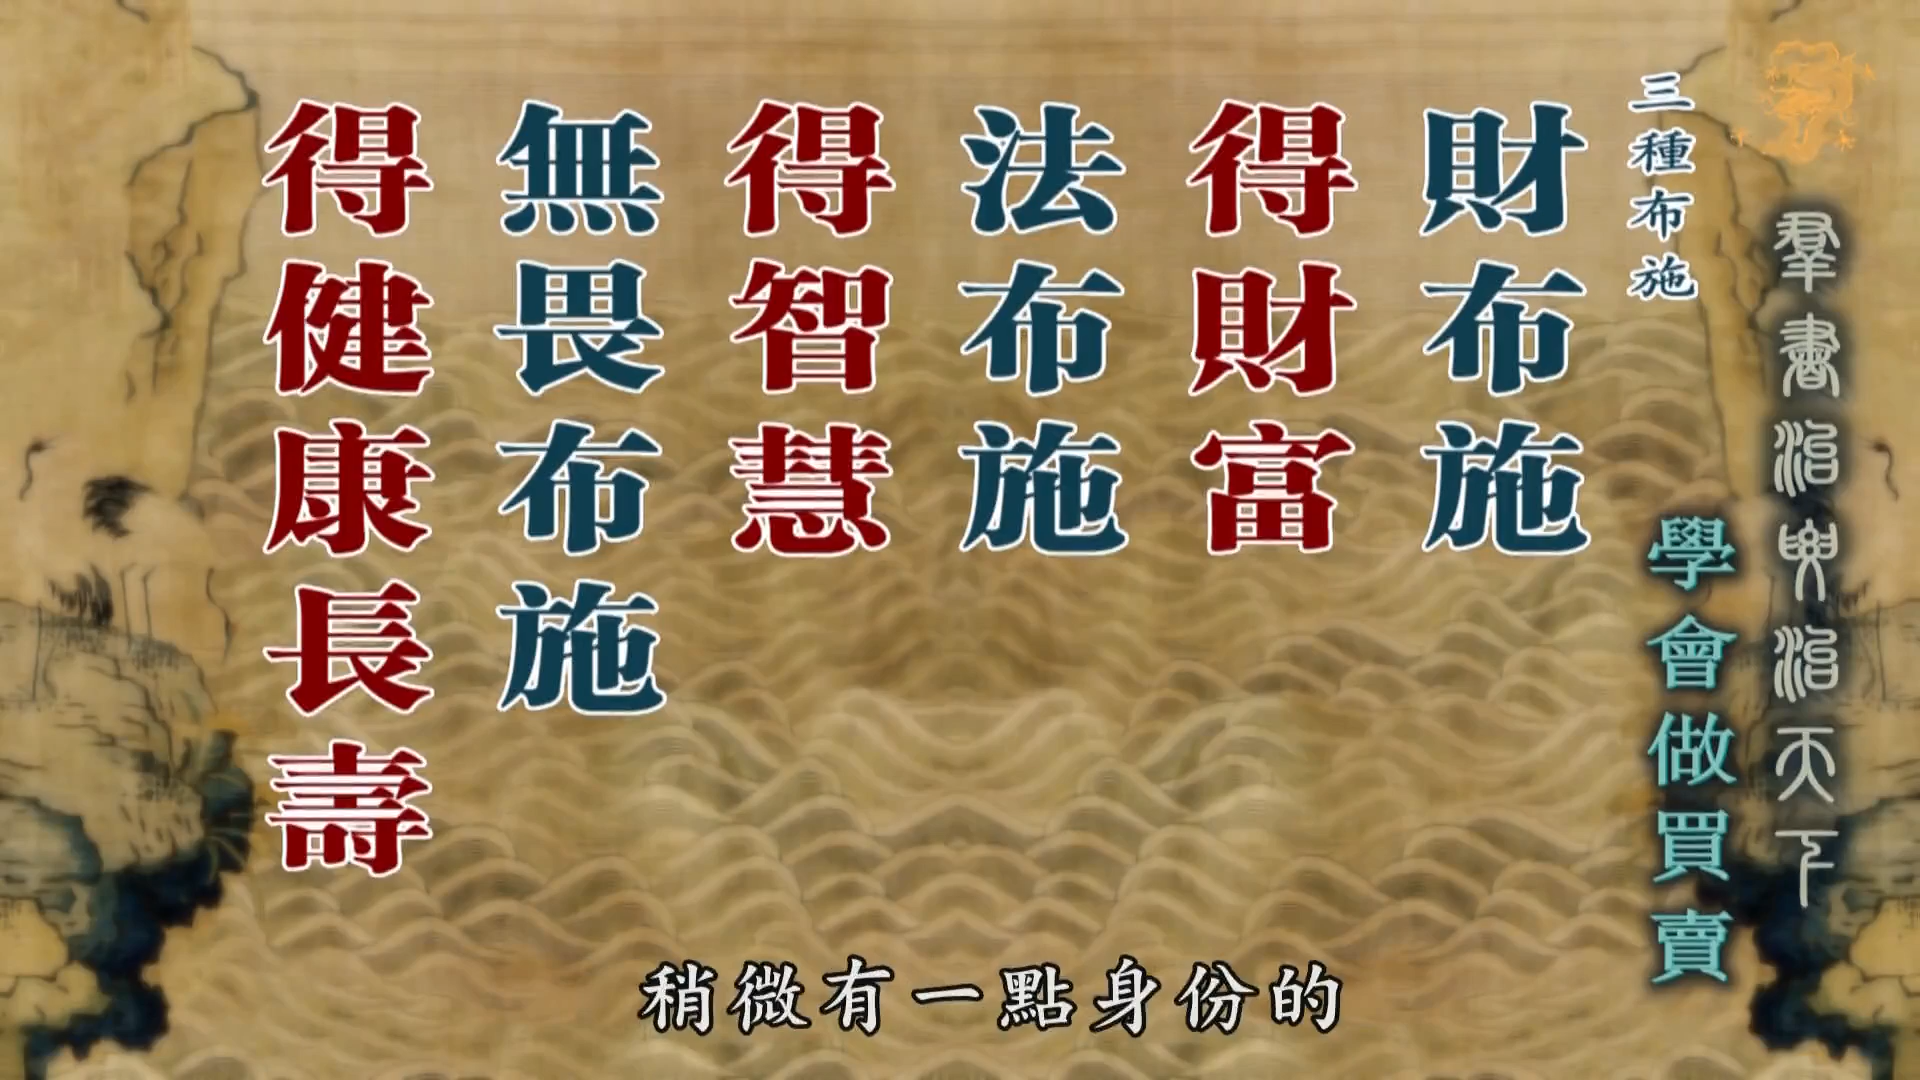 羣書治要治天下
學會做買賣
三種布施
財布施
得財富
法布施
得智慧
無畏布施
得健康長壽
稍微有一點身份的